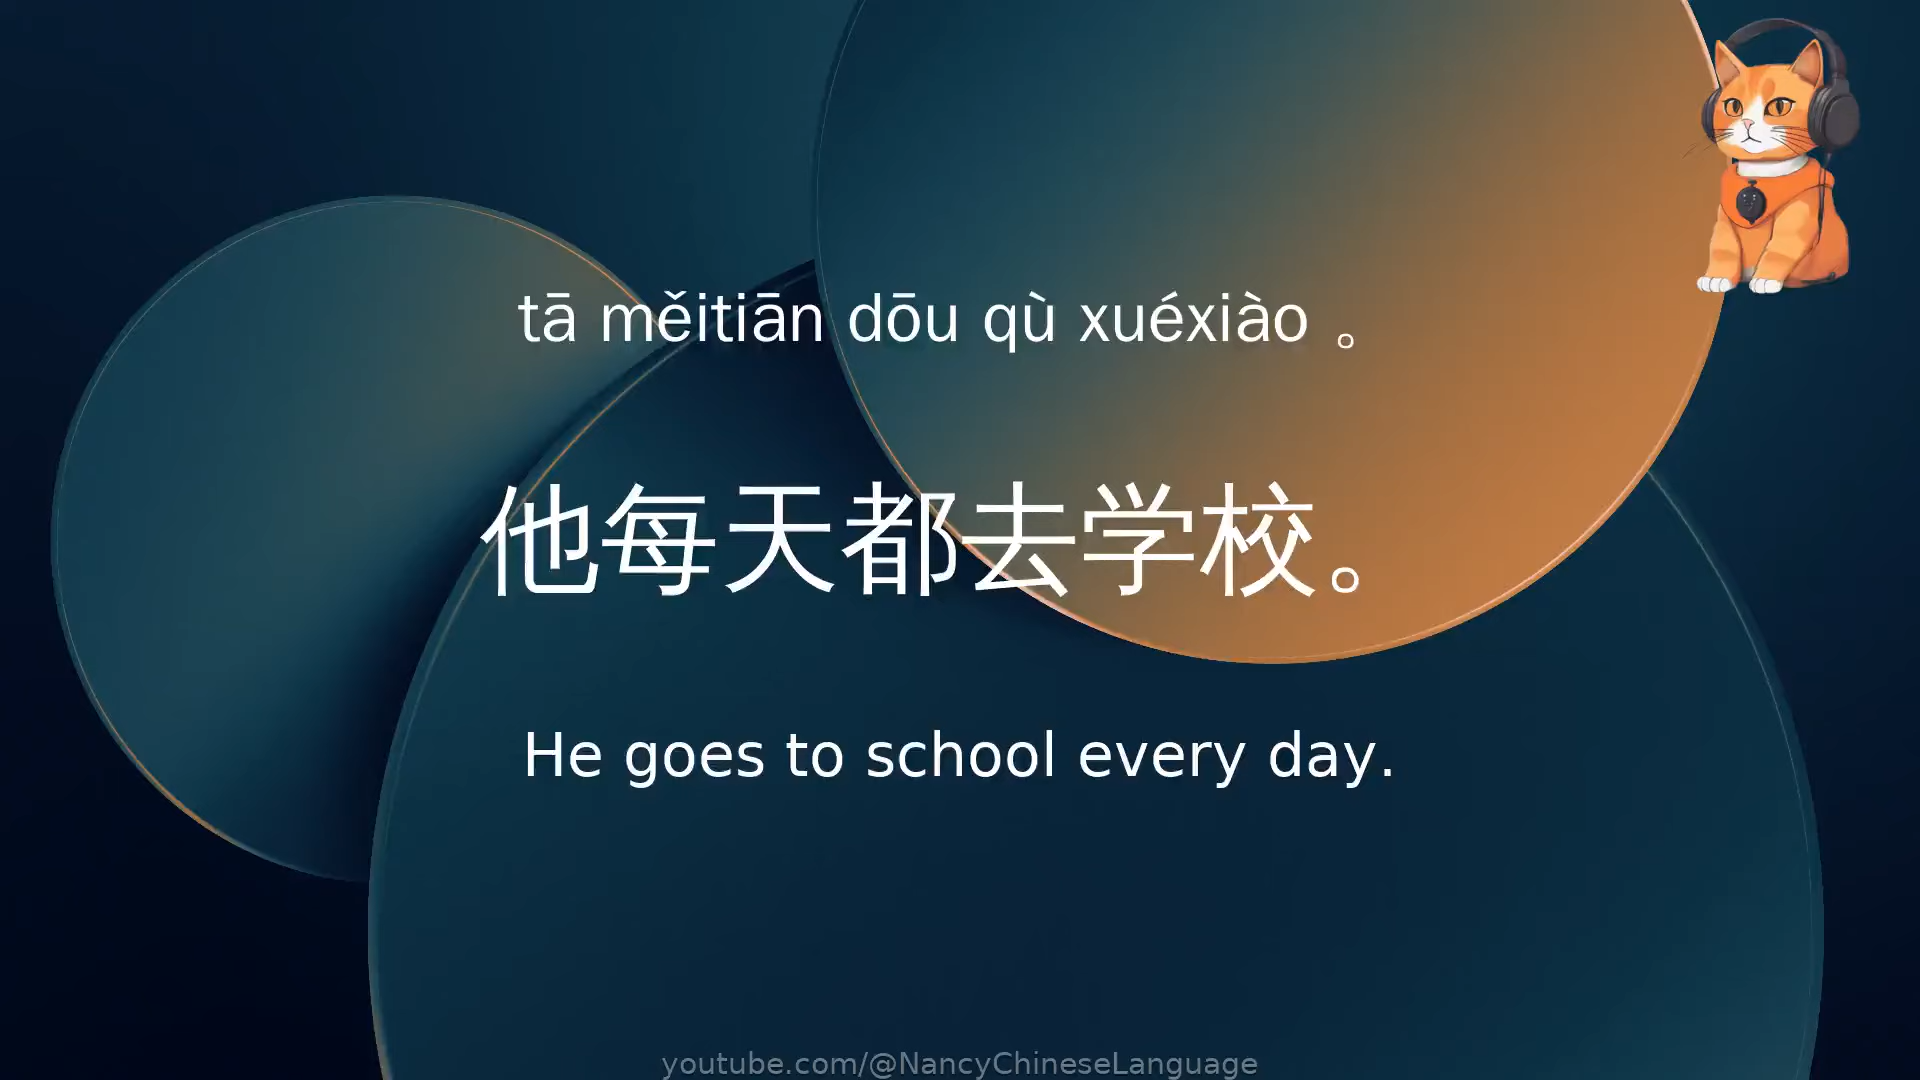 tā měitiān dōu qù xuéxiào 。
他每天都去学校。
He goes to school every day.
youtube.com/@NancyChineseLanguage